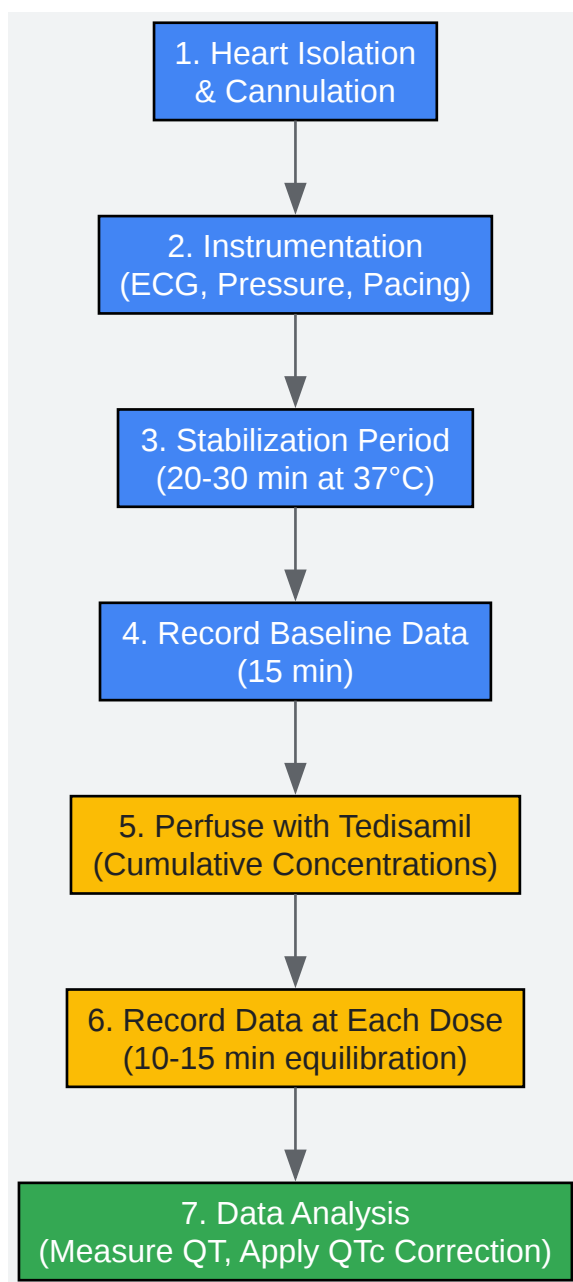 1. Heart Isolation
& Cannulation
2. Instrumentation
(ECG, Pressure, Pacing)
3. Stabilization Period
(20-30 min at 37°C)
4. Record Baseline Data
(15 min)
5. Perfuse with Tedisamil
(Cumulative Concentrations)
6. Record Data at Each Dose
(10-15 min equilibration)
7. Data Analysis
(Measure QT, Apply QTc Correction)